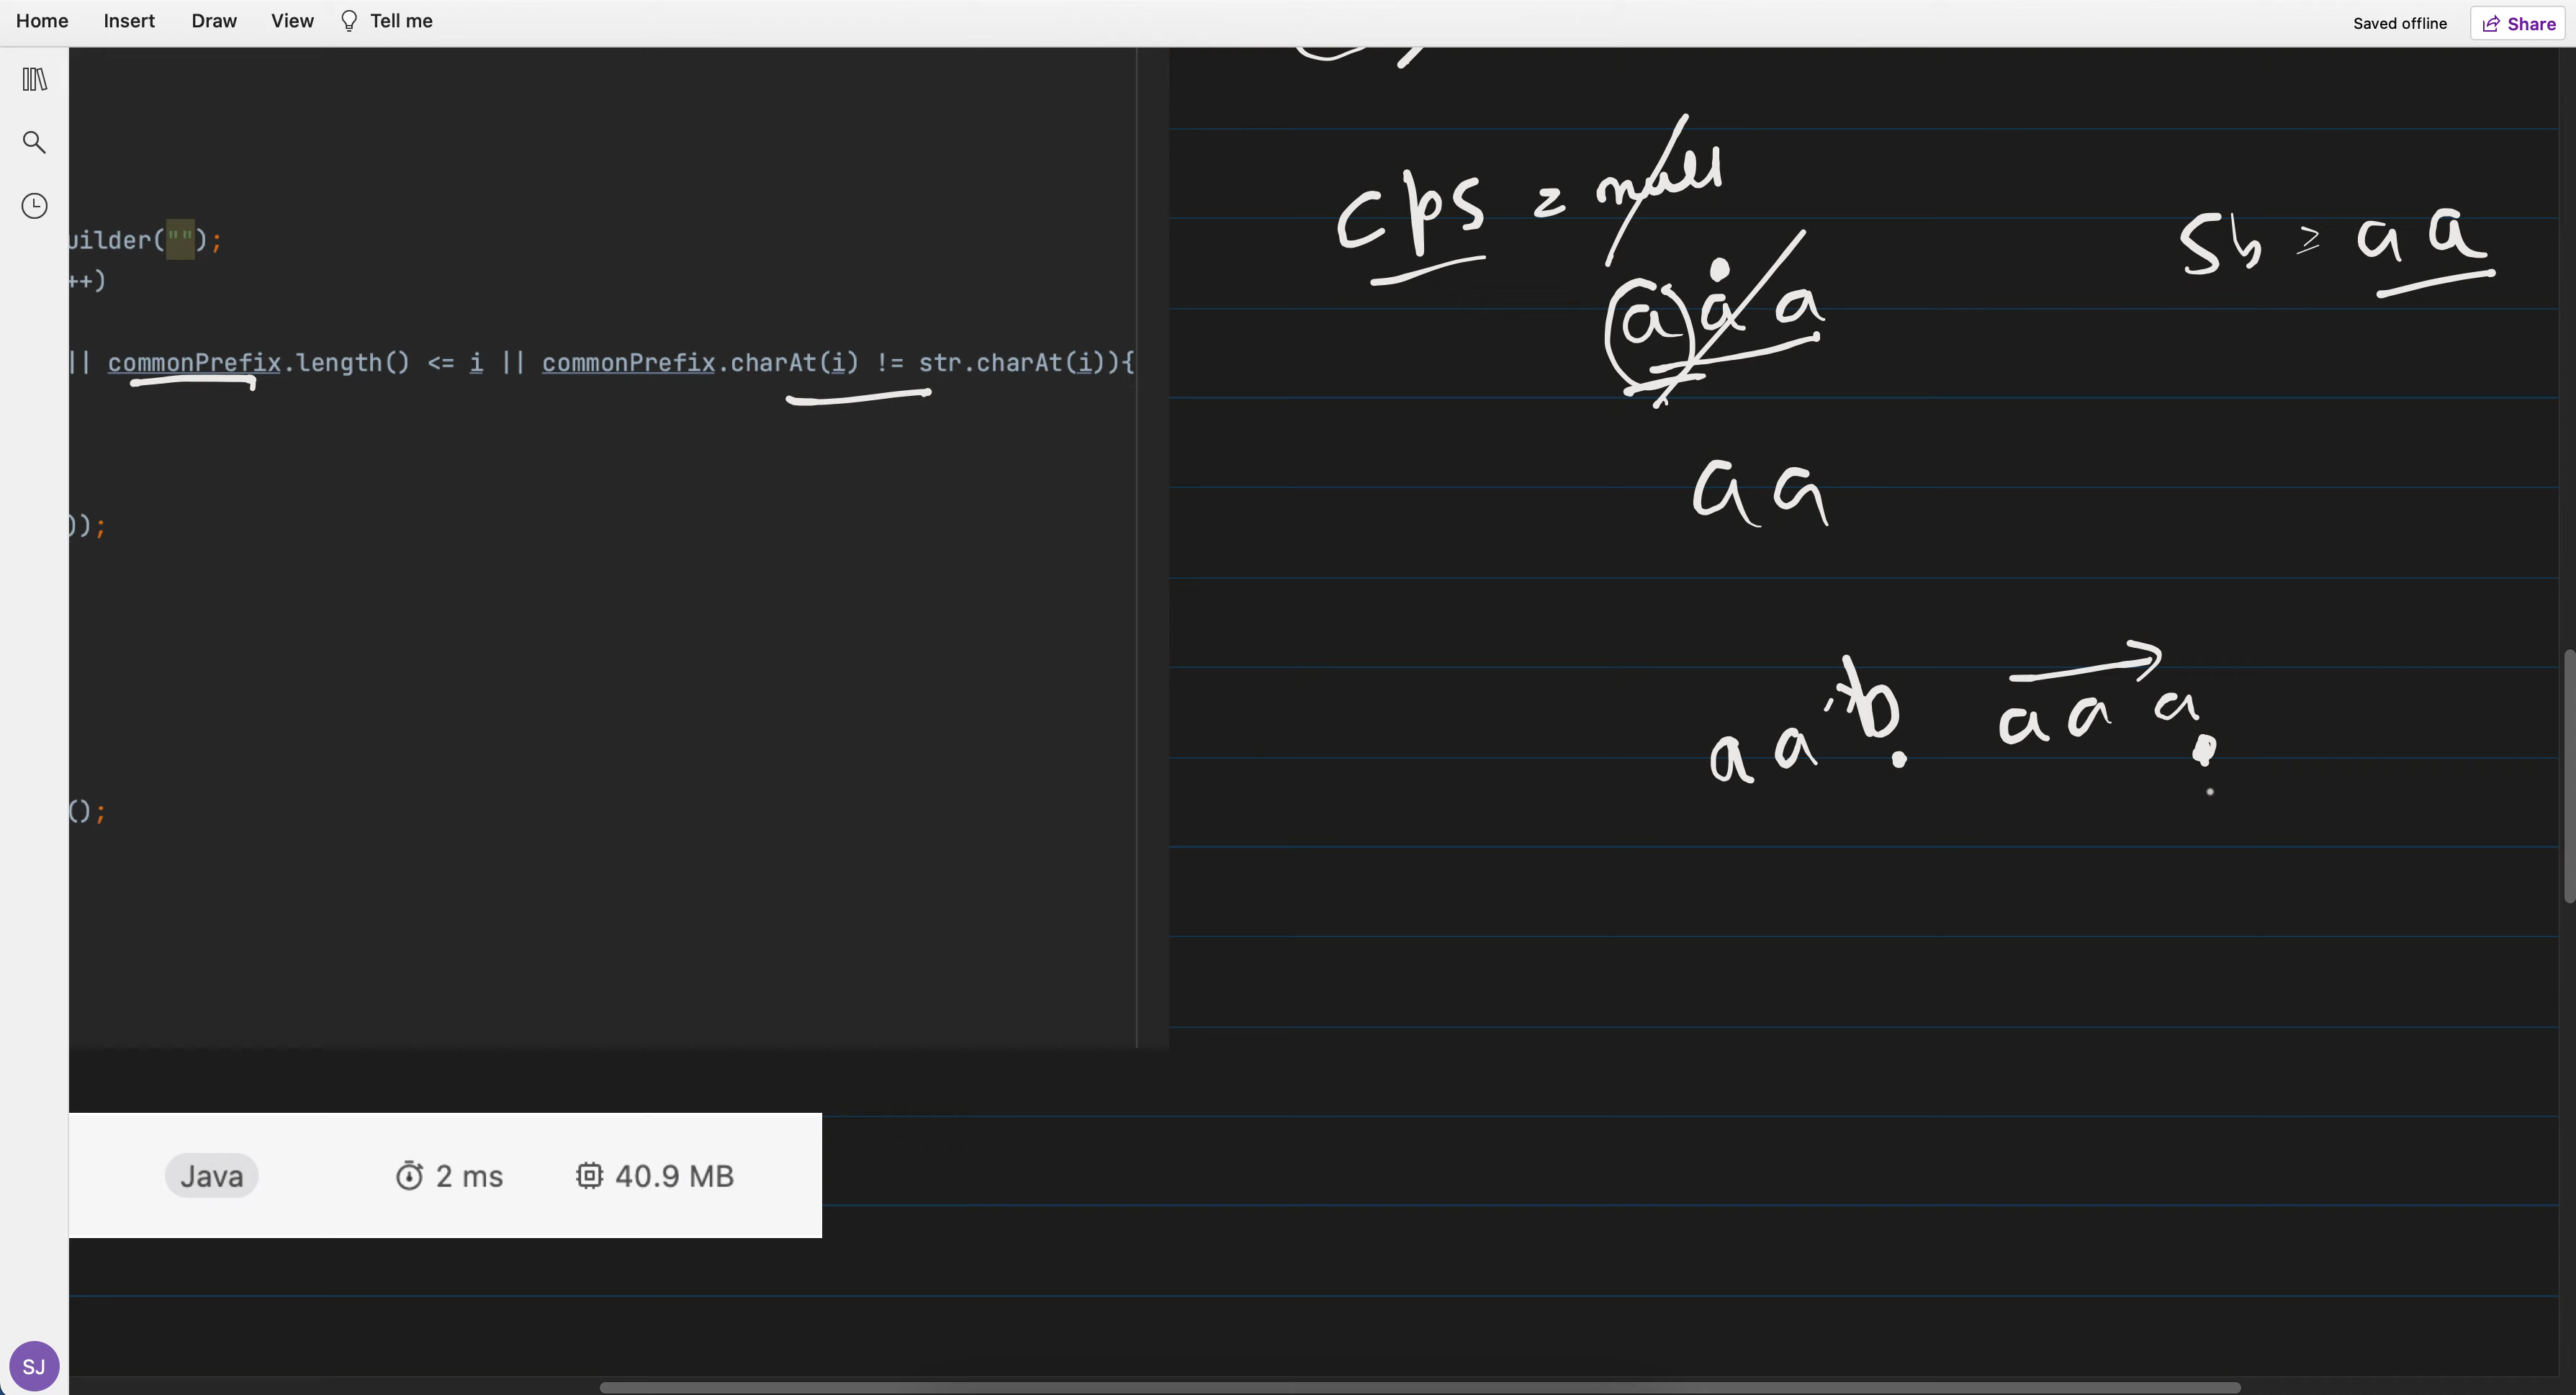 Home Insert Draw View Tell me Saved offline Share
uilder("");
++)
|| commonPrefix.length() <= i || commonPrefix.charAt(i) != str.charAt(i)){
));
();
cps = null
Sb = aa
a a a
aa
aab aaa
Java 2 ms 40.9 MB
SJ